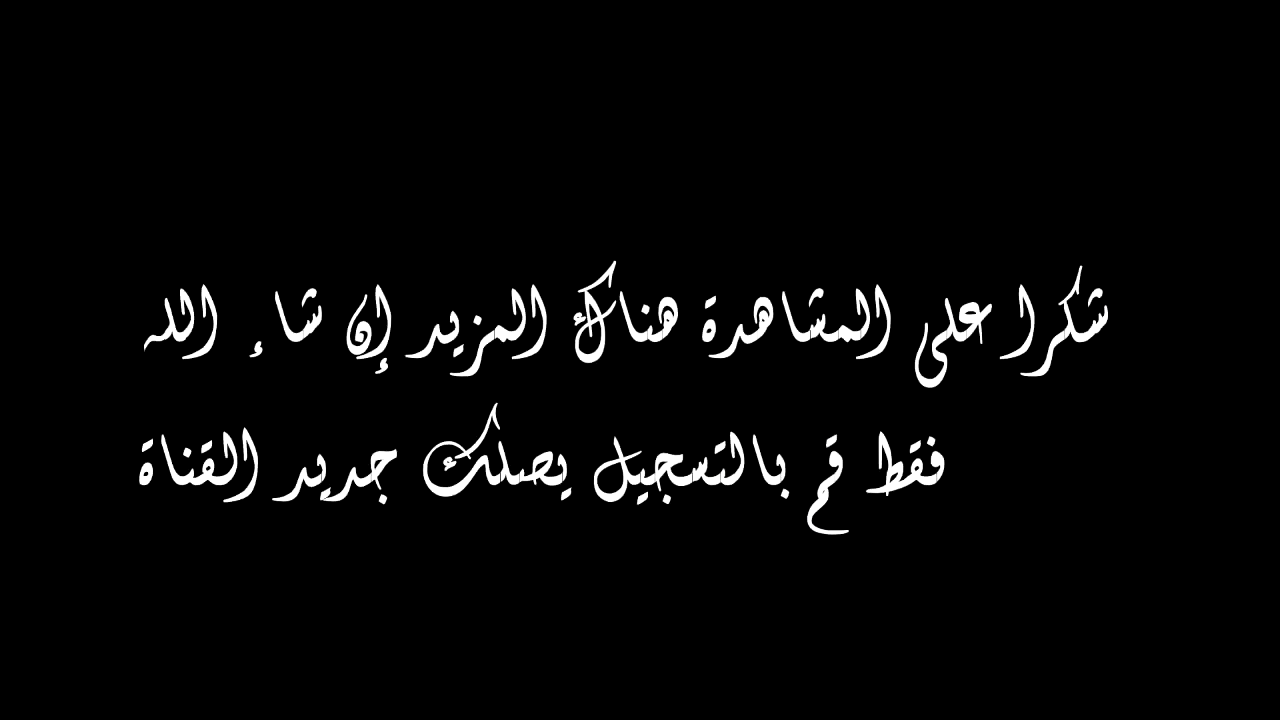 شكرا على المشاهدة هناك المزيد إن شاء الله
فقط قم بالتسجيل يصلك جديد القناة